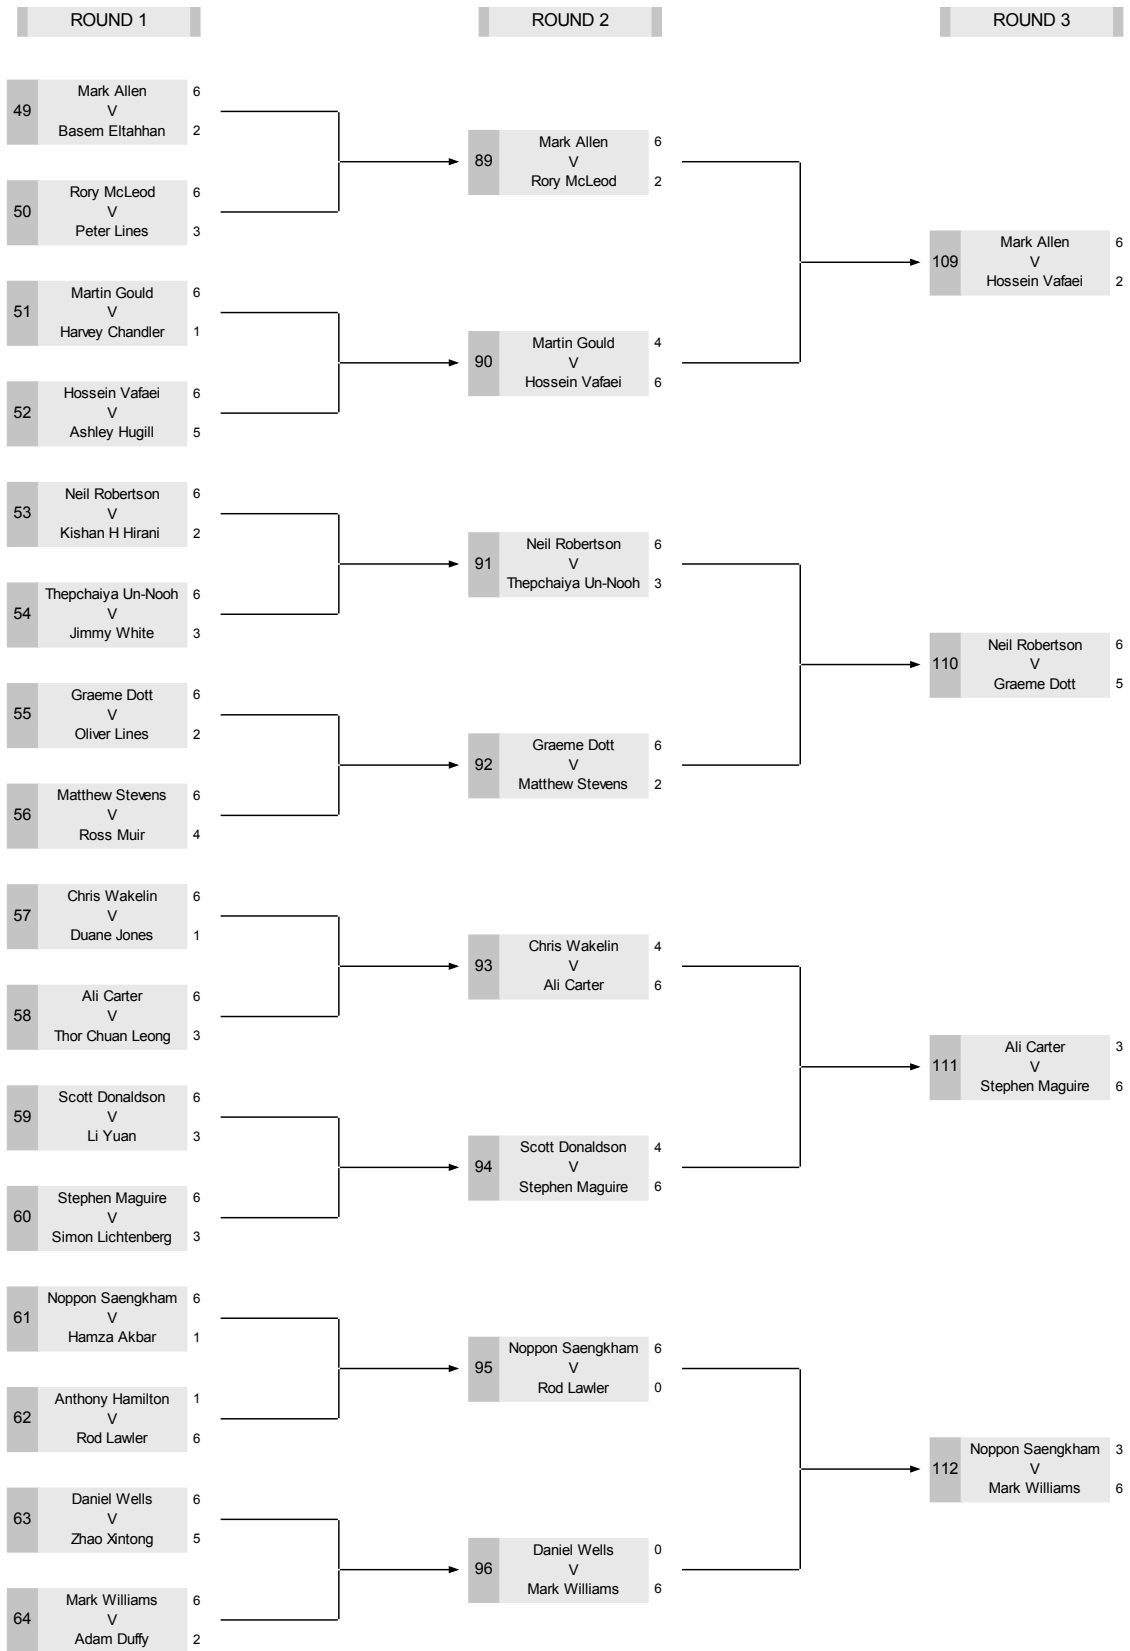 ROUND 1
ROUND 2
ROUND 3
49
Mark Allen 6
V
Basem Eltahhan 2
50
Rory McLeod 6
V
Peter Lines 3
51
Martin Gould 6
V
Harvey Chandler 1
52
Hossein Vafaei 6
V
Ashley Hugill 5
53
Neil Robertson 6
V
Kishan H Hirani 2
54
Thepchaiya Un-Nooh 6
V
Jimmy White 3
55
Graeme Dott 6
V
Oliver Lines 2
56
Matthew Stevens 6
V
Ross Muir 4
57
Chris Wakelin 6
V
Duane Jones 1
58
Ali Carter 6
V
Thor Chuan Leong 3
59
Scott Donaldson 6
V
Li Yuan 3
60
Stephen Maguire 6
V
Simon Lichtenberg 3
61
Noppon Saengkham 6
V
Hamza Akbar 1
62
Anthony Hamilton 1
V
Rod Lawler 6
63
Daniel Wells 6
V
Zhao Xintong 5
64
Mark Williams 6
V
Adam Duffy 2
89
Mark Allen 6
V
Rory McLeod 2
90
Martin Gould 4
V
Hossein Vafaei 6
91
Neil Robertson 6
V
Thepchaiya Un-Nooh 3
92
Graeme Dott 6
V
Matthew Stevens 2
93
Chris Wakelin 4
V
Ali Carter 6
94
Scott Donaldson 4
V
Stephen Maguire 6
95
Noppon Saengkham 6
V
Rod Lawler 0
96
Daniel Wells 0
V
Mark Williams 6
109
Mark Allen 6
V
Hossein Vafaei 2
110
Neil Robertson 6
V
Graeme Dott 5
111
Ali Carter 3
V
Stephen Maguire 6
112
Noppon Saengkham 3
V
Mark Williams 6